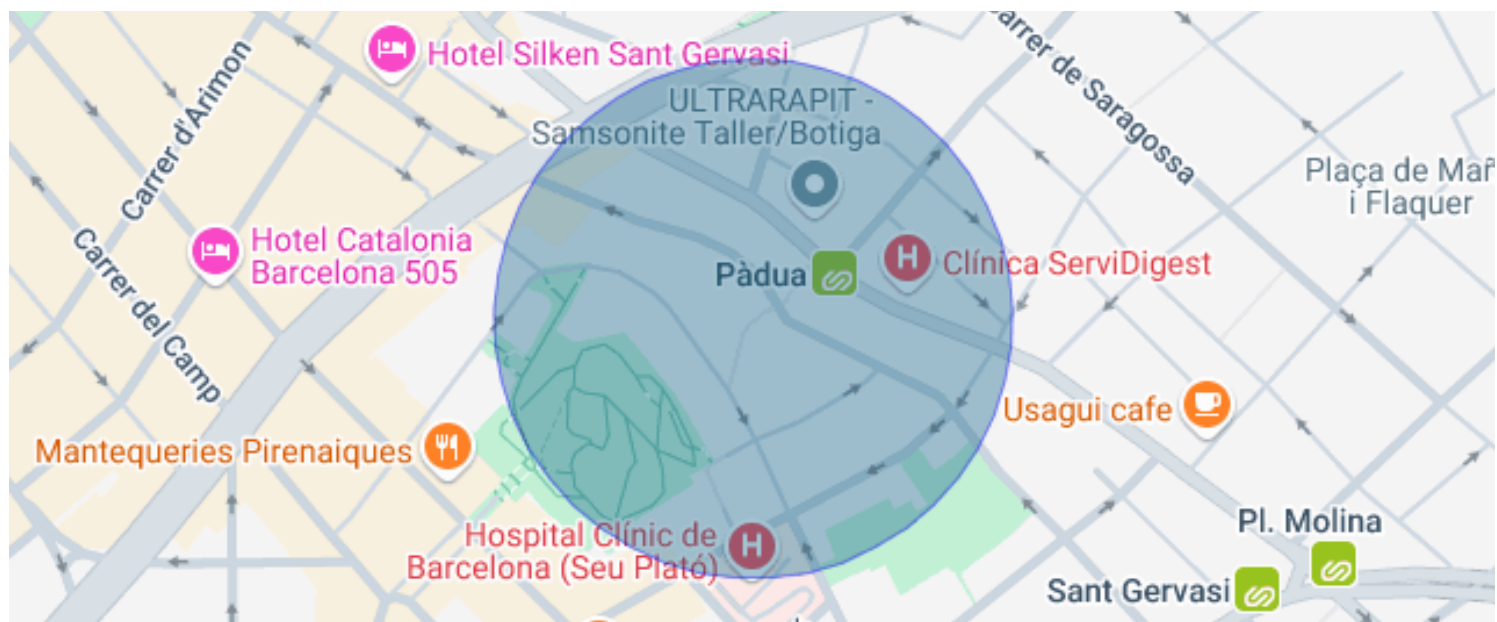 Hotel Silken Sant Gervasi
Carrer d'Arimon
Carrer de Saragossa
ULTRARAPIT -
Samsonite Taller/Botiga
Plaça de Mañ
i Flaquer
Hotel Catalonia
Barcelona 505
Pàdua
H
Clínica ServiDigest
Carrer del Camp
Usagui cafe
Mantequeries Pirenaiques
Hospital Clínic de
Barcelona (Seu Plató)
H
Pl. Molina
Sant Gervasi